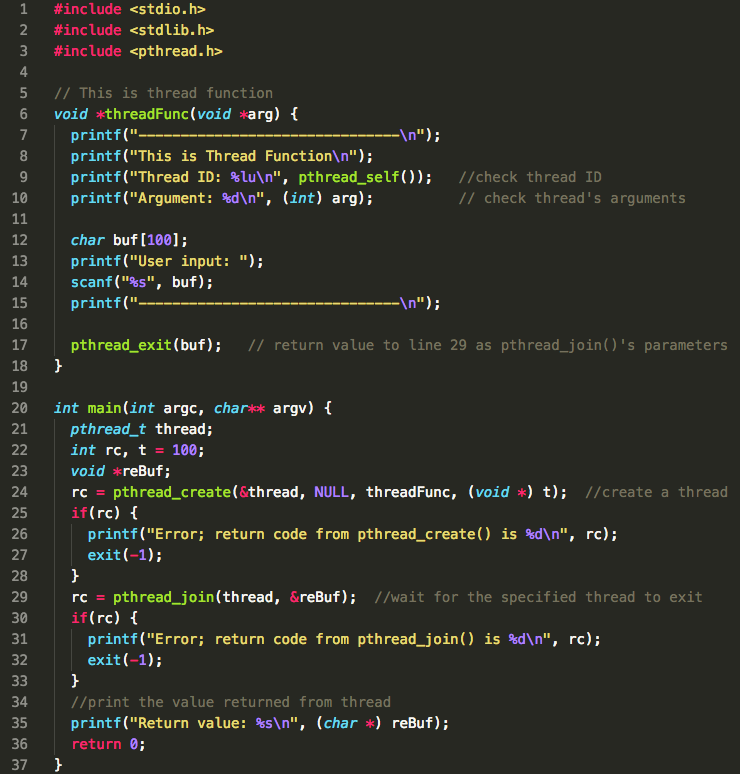 1 #include <stdio.h>
2 #include <stdlib.h>
3 #include <pthread.h>
4
5 // This is thread function
6 void *threadFunc(void *arg) {
7   printf("-------------------------------\n");
8   printf("This is Thread Function\n");
9   printf("Thread ID: %lu\n", pthread_self());   //check thread ID
10   printf("Argument: %d\n", (int) arg);          // check thread's arguments
11
12   char buf[100];
13   printf("User input: ");
14   scanf("%s", buf);
15   printf("-------------------------------\n");
16
17   pthread_exit(buf);   // return value to line 29 as pthread_join()'s parameters
18 }
19
20 int main(int argc, char** argv) {
21   pthread_t thread;
22   int rc, t = 100;
23   void *reBuf;
24   rc = pthread_create(&thread, NULL, threadFunc, (void *) t);  //create a thread
25   if(rc) {
26     printf("Error; return code from pthread_create() is %d\n", rc);
27     exit(-1);
28   }
29   rc = pthread_join(thread, &reBuf);  //wait for the specified thread to exit
30   if(rc) {
31     printf("Error; return code from pthread_join() is %d\n", rc);
32     exit(-1);
33   }
34   //print the value returned from thread
35   printf("Return value: %s\n", (char *) reBuf);
36   return 0;
37 }